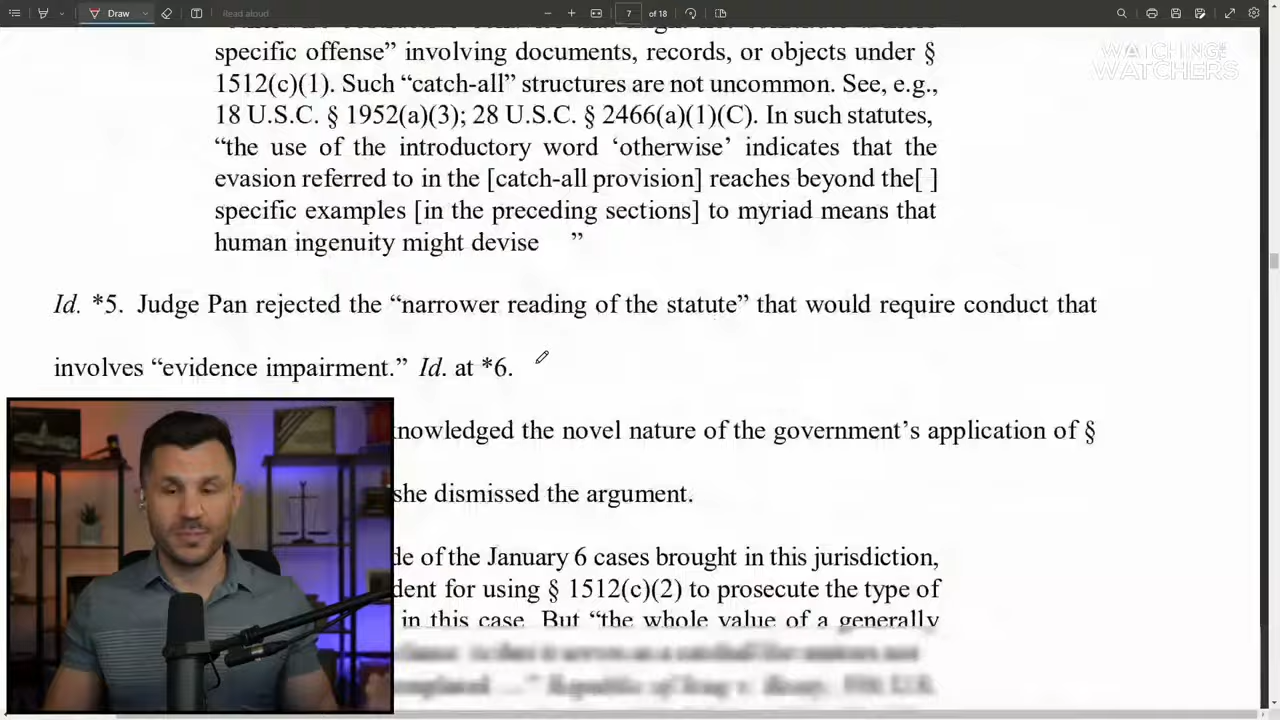 Draw
Read aloud
7
of 18
WATCHING THE
WATCHERS
specific offense” involving documents, records, or objects under §
1512(c)(1). Such “catch-all” structures are not uncommon. See, e.g.,
18 U.S.C. § 1952(a)(3); 28 U.S.C. § 2466(a)(1)(C). In such statutes,
“the use of the introductory word ‘otherwise’ indicates that the
evasion referred to in the [catch-all provision] reaches beyond the[ ]
specific examples [in the preceding sections] to myriad means that
human ingenuity might devise ”
Id. *5. Judge Pan rejected the “narrower reading of the statute” that would require conduct that
involves “evidence impairment.” Id. at *6.
knowledged the novel nature of the government’s application of §
she dismissed the argument.
de of the January 6 cases brought in this jurisdiction,
dent for using § 1512(c)(2) to prosecute the type of
in this case. But “the whole value of a generally